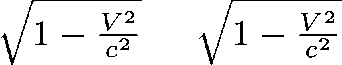 √(1 − V²/c²) √(1 − V²/c²)